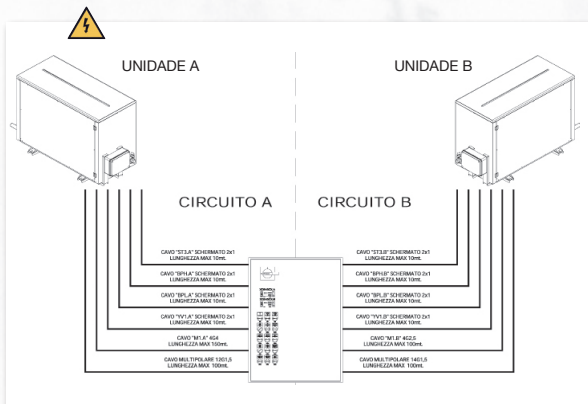 UNIDADE A
UNIDADE B
CIRCUITO A
CIRCUITO B
CAVO "ST3.A" SCHERMATO 2x1
LUNGHEZZA MAX 10mt.
CAVO "BPH.A" SCHERMATO 2x1
LUNGHEZZA MAX 10mt.
CAVO "BPL.A" SCHERMATO 2x1
LUNGHEZZA MAX 10mt.
CAVO "YV1.A" SCHERMATO 2x1
LUNGHEZZA MAX 10mt.
CAVO "M1.A" 4G4
LUNGHEZZA MAX 150mt.
CAVO MULTIPOLARE 12G1,5
LUNGHEZZA MAX 100mt.
CAVO "ST3.B" SCHERMATO 2x1
LUNGHEZZA MAX 10mt.
CAVO "BPH.B" SCHERMATO 2x1
LUNGHEZZA MAX 10mt.
CAVO "BPL.B" SCHERMATO 2x1
LUNGHEZZA MAX 10mt.
CAVO "YV1.B" SCHERMATO 2x1
LUNGHEZZA MAX 10mt.
CAVO "M1.B" 4G2,5
LUNGHEZZA MAX 100mt.
CAVO MULTIPOLARE 14G1,5
LUNGHEZZA MAX 100mt.